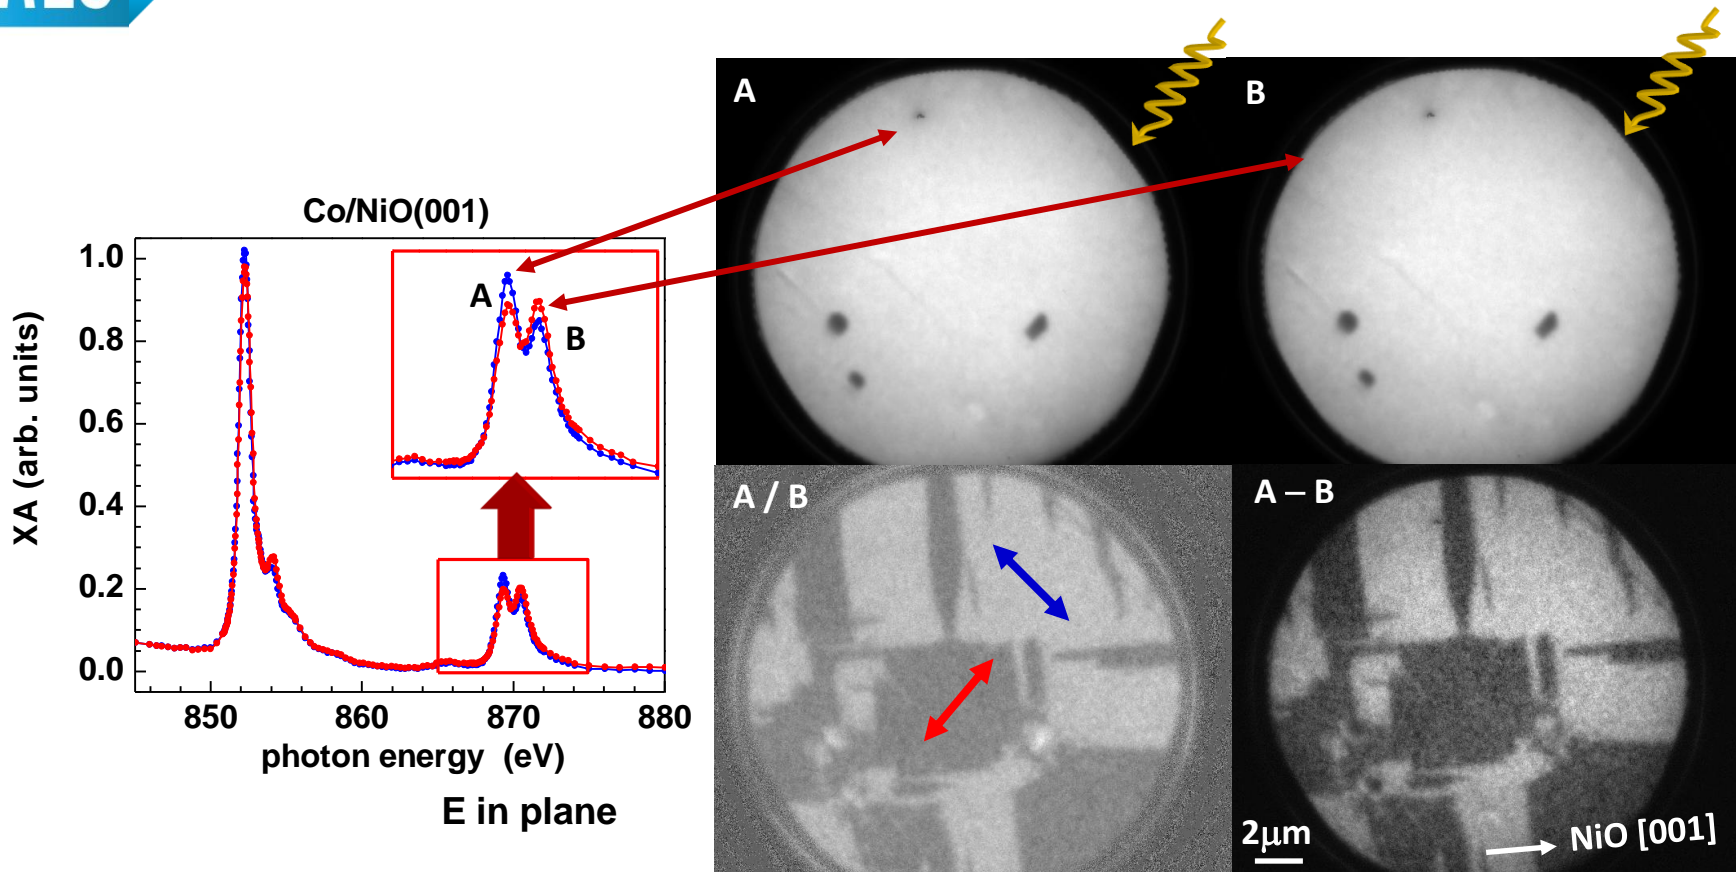 A
B
Co/NiO(001)
1.0
0.8
0.6
0.4
0.2
0.0
XA (arb. units)
A
B
850
860
870
880
photon energy (eV)
E in plane
A / B
A – B
2μm
NiO [001]